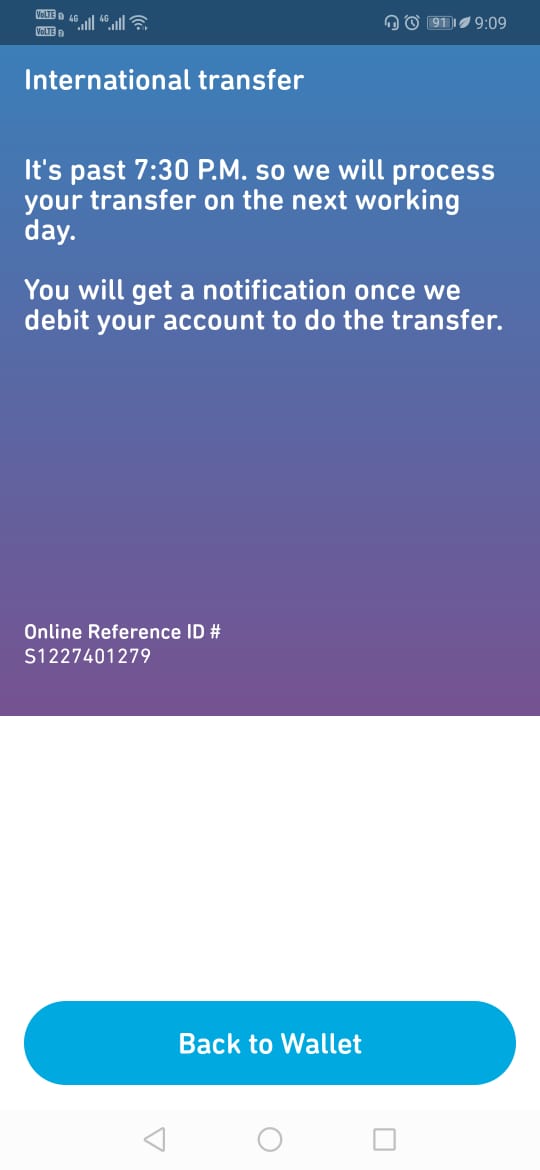 VoLTE 1 4G 4G 91 9:09
VoLTE 2
International transfer
It's past 7:30 P.M. so we will process
your transfer on the next working
day.
You will get a notification once we
debit your account to do the transfer.
Online Reference ID #
S1227401279
Back to Wallet